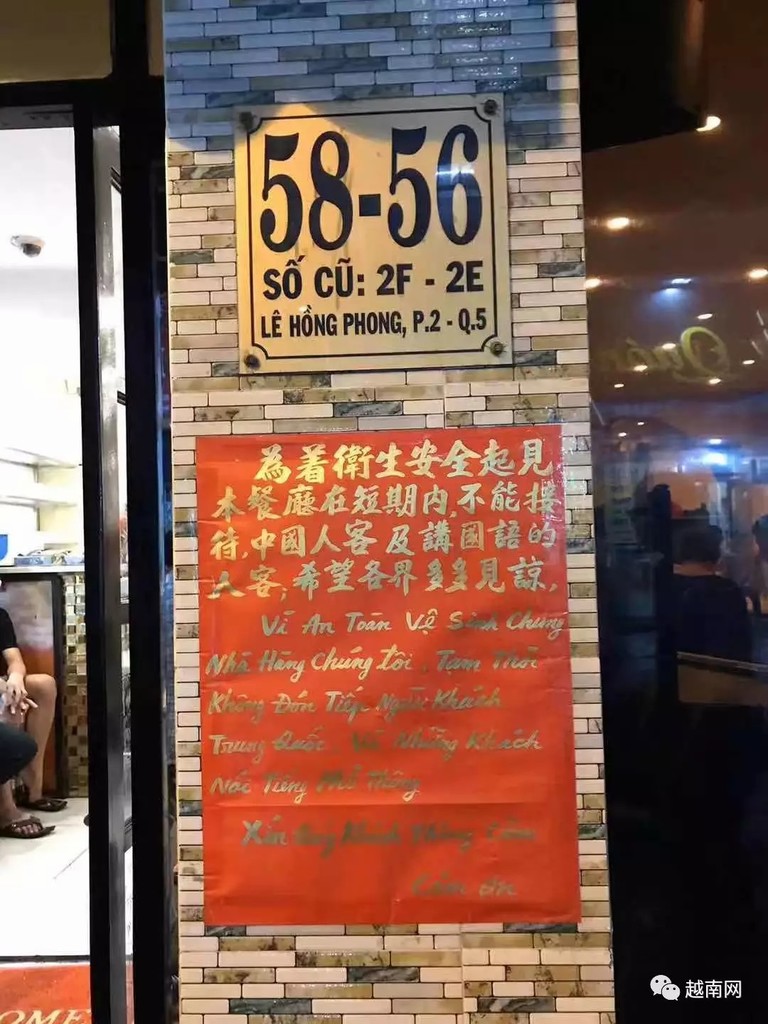 58-56
SỐ CŨ: 2F - 2E
LÊ HỒNG PHONG, P.2 - Q.5
為着衛生安全起見
本餐廳在短期内,不能接
待,中國人客及講國語的
人客,希望各界多多見諒,
Vì An Toàn Vệ Sinh Chung
Nhà Hàng Chúng tôi, Tạm Thời
Không Đón Tiếp Người Khách
Trung Quốc, Và Những Khách
Nói Tiếng Phổ Thông
Xin Quý Khách Thông Cảm
Cảm ơn
OME
越南网